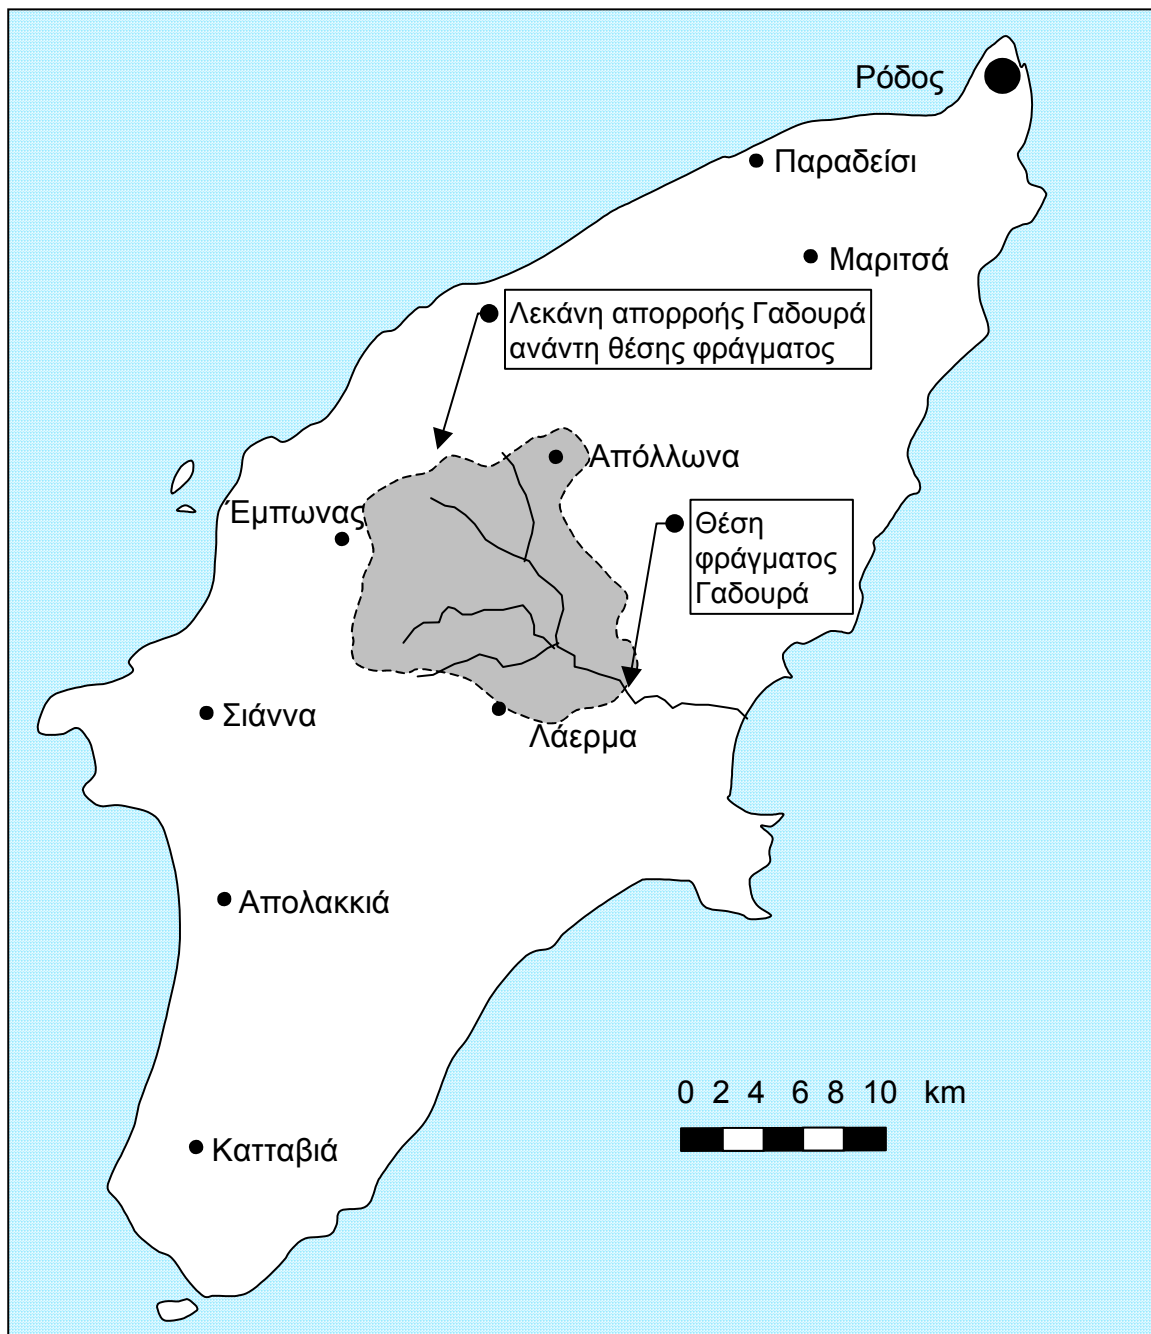 Ρόδος
Παραδείσι
Μαριτσά
Λεκάνη απορροής Γαδουρά
ανάντη θέσης φράγματος
Απόλλωνα
Έμπωνας
Θέση
φράγματος
Γαδουρά
Σιάννα
Λάερμα
Απολακκιά
0 2 4 6 8 10 km
Κατταβιά